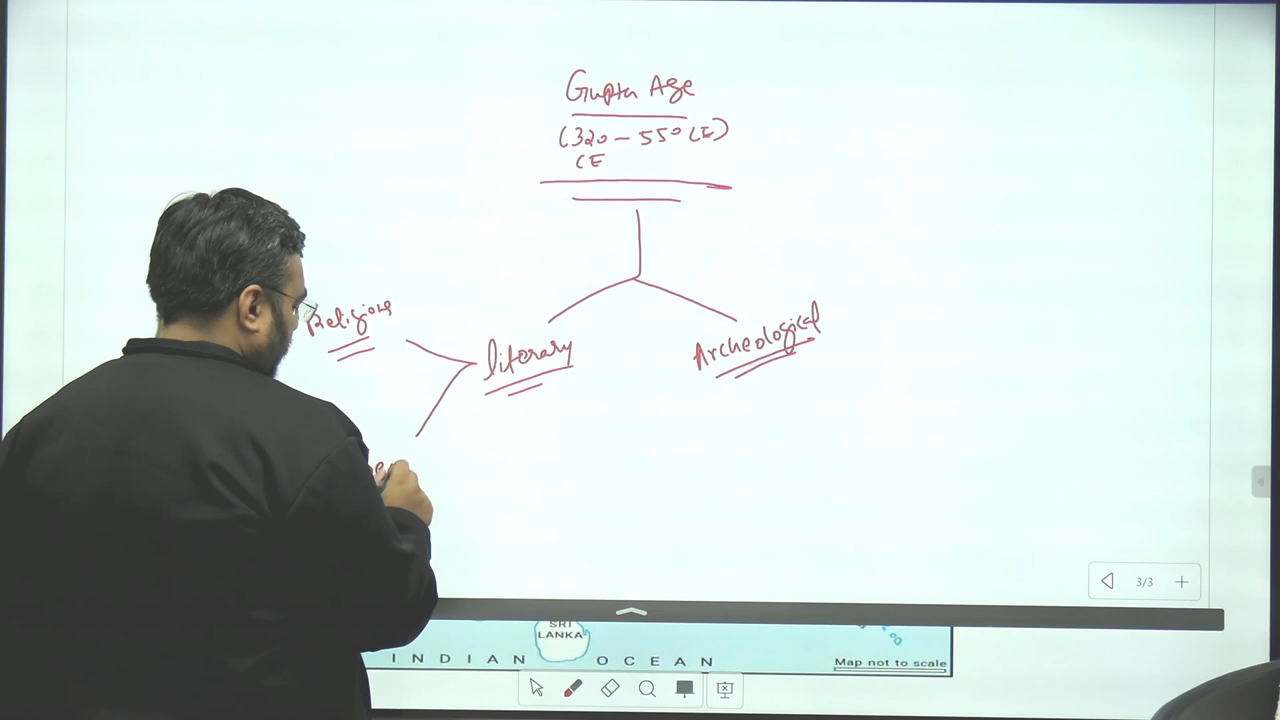 Gupta Age
(320 - 550 CE)
CE
Religious
literary
Archeological
3/3
SRI
LANKA
INDIAN OCEAN
Map not to scale